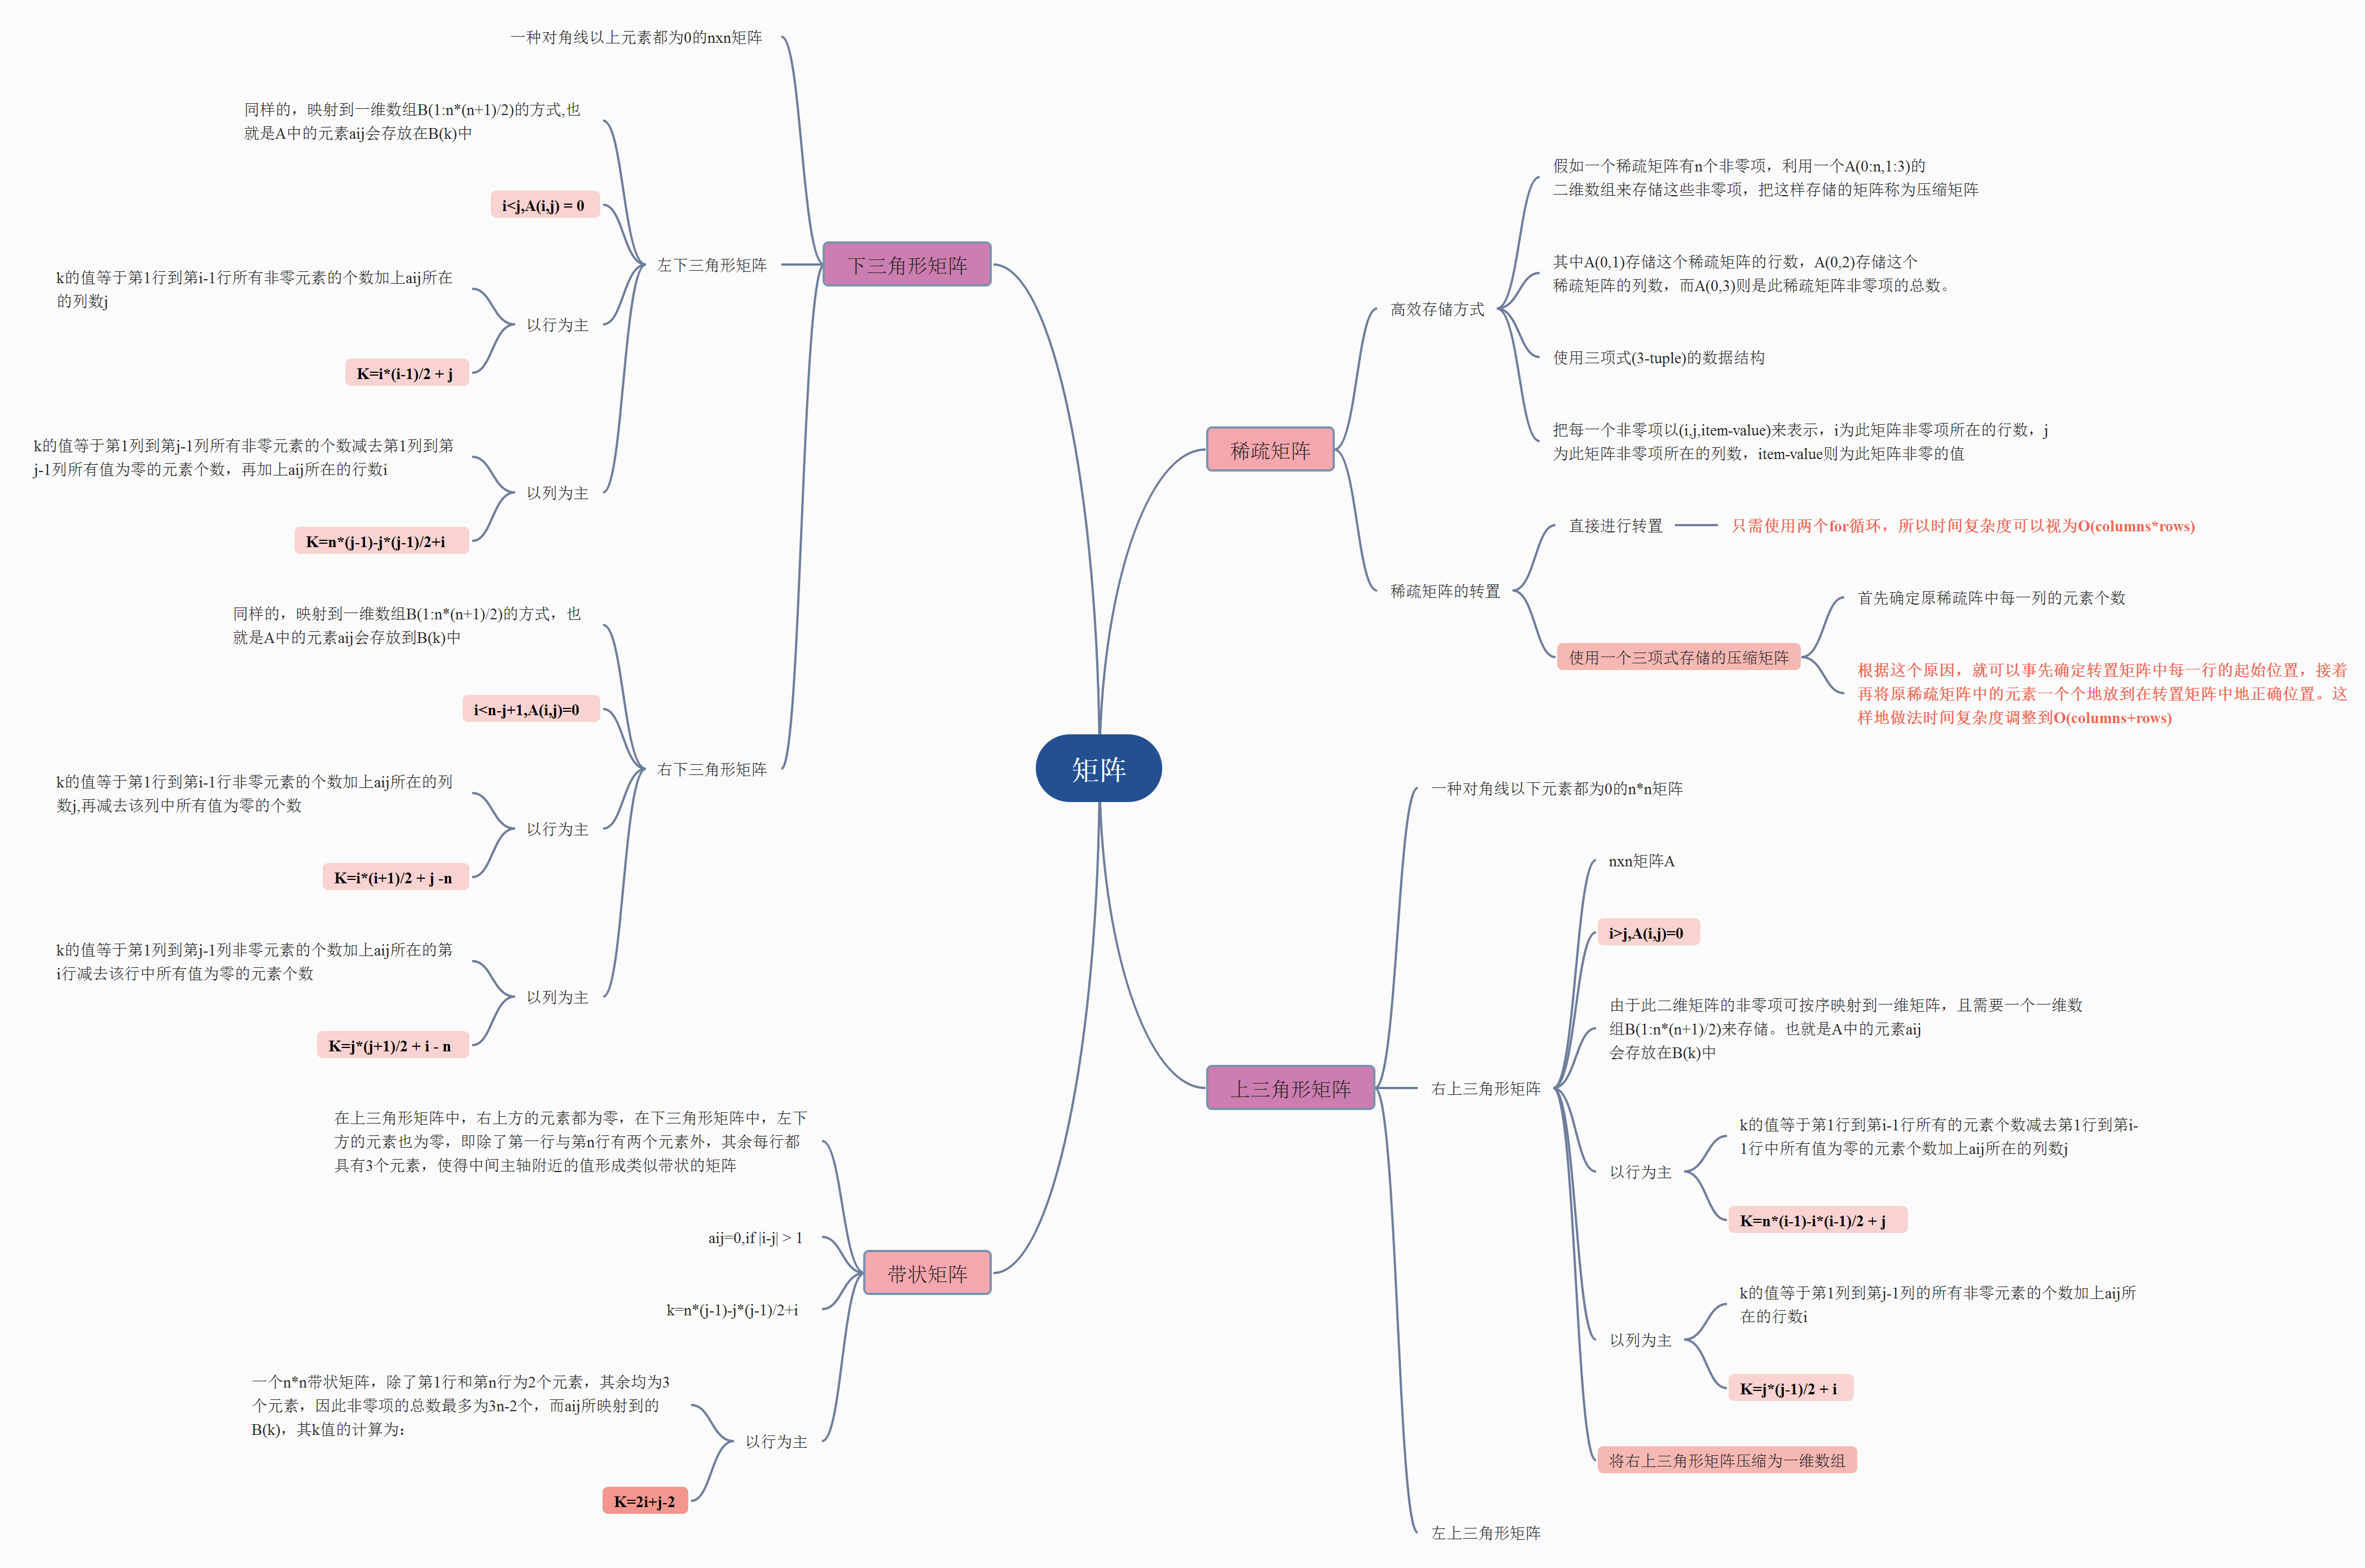 矩阵
稀疏矩阵
高效存储方式
假如一个稀疏矩阵有n个非零项，利用一个A(0:n,1:3)的
二维数组来存储这些非零项，把这样存储的矩阵称为压缩矩阵
其中A(0,1)存储这个稀疏矩阵的行数，A(0,2)存储这个
稀疏矩阵的列数，而A(0,3)则是此稀疏矩阵非零项的总数。
使用三项式(3-tuple)的数据结构
把每一个非零项以(i,j,item-value)来表示，i为此矩阵非零项所在的行数，j
为此矩阵非零项所在的列数，item-value则为此矩阵非零的值
稀疏矩阵的转置
直接进行转置
只需使用两个for循环，所以时间复杂度可以视为O(columns*rows)
使用一个三项式存储的压缩矩阵
首先确定原稀疏阵中每一列的元素个数
根据这个原因，就可以事先确定转置矩阵中每一行的起始位置，接着
再将原稀疏矩阵中的元素一个个地放到在转置矩阵中地正确位置。这
样地做法时间复杂度调整到O(columns+rows)
上三角形矩阵
一种对角线以下元素都为0的n*n矩阵
右上三角形矩阵
nxn矩阵A
i>j,A(i,j)=0
由于此二维矩阵的非零项可按序映射到一维矩阵，且需要一个一维数
组B(1:n*(n+1)/2)来存储。也就是A中的元素aij
会存放在B(k)中
以行为主
k的值等于第1行到第i-1行所有的元素个数减去第1行到第i-
1行中所有值为零的元素个数加上aij所在的列数j
K=n*(i-1)-i*(i-1)/2 + j
以列为主
k的值等于第1列到第j-1列的所有非零元素的个数加上aij所
在的行数i
K=j*(j-1)/2 + i
将右上三角形矩阵压缩为一维数组
左上三角形矩阵
下三角形矩阵
一种对角线以上元素都为0的nxn矩阵
左下三角形矩阵
同样的，映射到一维数组B(1:n*(n+1)/2)的方式,也
就是A中的元素aij会存放在B(k)中
i<j,A(i,j) = 0
以行为主
k的值等于第1行到第i-1行所有非零元素的个数加上aij所在
的列数j
K=i*(i-1)/2 + j
以列为主
k的值等于第1列到第j-1列所有非零元素的个数减去第1列到第
j-1列所有值为零的元素个数，再加上aij所在的行数i
K=n*(j-1)-j*(j-1)/2+i
右下三角形矩阵
同样的，映射到一维数组B(1:n*(n+1)/2)的方式，也
就是A中的元素aij会存放到B(k)中
i<n-j+1,A(i,j)=0
以行为主
k的值等于第1行到第i-1行非零元素的个数加上aij所在的列
数j,再减去该列中所有值为零的个数
K=i*(i+1)/2 + j -n
以列为主
k的值等于第1列到第j-1列非零元素的个数加上aij所在的第
i行减去该行中所有值为零的元素个数
K=j*(j+1)/2 + i - n
带状矩阵
在上三角形矩阵中，右上方的元素都为零，在下三角形矩阵中，左下
方的元素也为零，即除了第一行与第n行有两个元素外，其余每行都
具有3个元素，使得中间主轴附近的值形成类似带状的矩阵
aij=0,if |i-j| > 1
k=n*(j-1)-j*(j-1)/2+i
以行为主
一个n*n带状矩阵，除了第1行和第n行为2个元素，其余均为3
个元素，因此非零项的总数最多为3n-2个，而aij所映射到的
B(k)，其k值的计算为：
K=2i+j-2